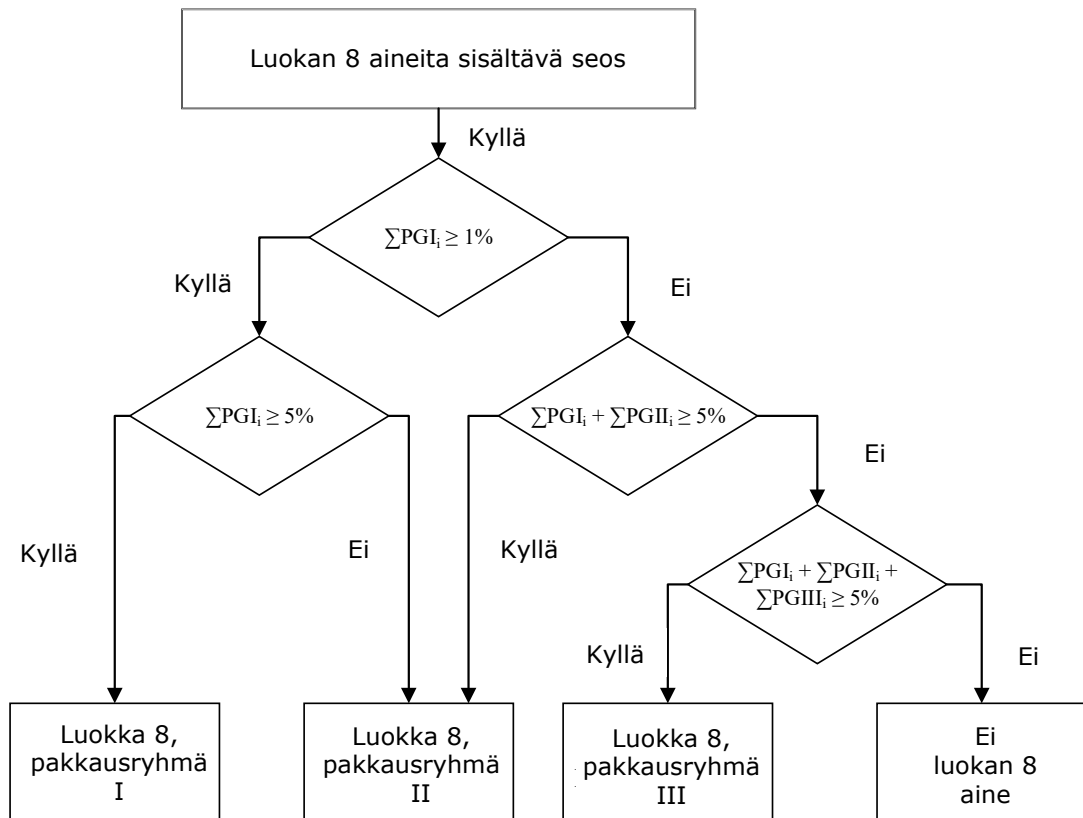 Luokan 8 aineita sisältävä seos
Kyllä
∑PGIᵢ ≥ 1%
Kyllä
Ei
∑PGIᵢ ≥ 5%
∑PGIᵢ + ∑PGIIᵢ ≥ 5%
Ei
Kyllä
Ei
Kyllä
∑PGIᵢ + ∑PGIIᵢ +
∑PGIIIᵢ ≥ 5%
Kyllä
Ei
Luokka 8,
pakkausryhmä
I
Luokka 8,
pakkausryhmä
II
Luokka 8,
pakkausryhmä
III
Ei
luokan 8
aine